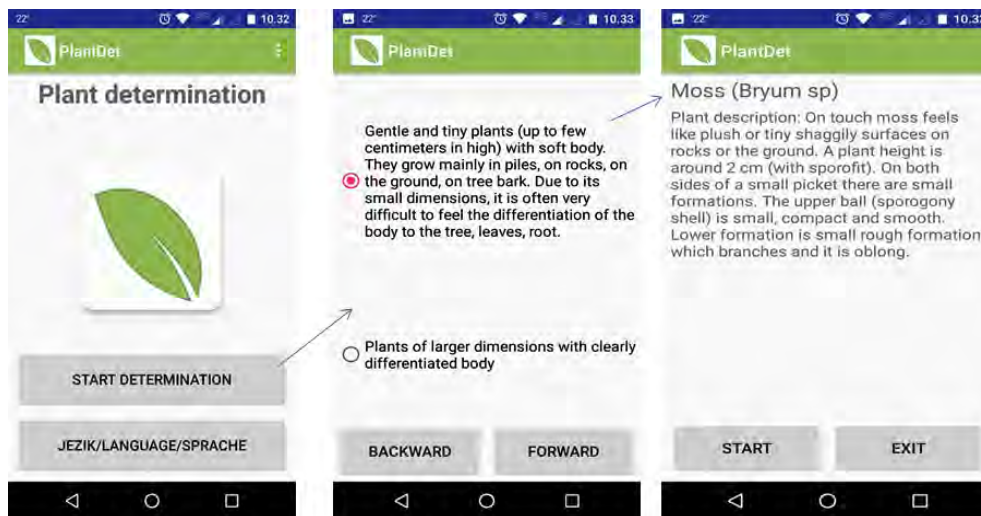 22°
10.32
PlantDet
Plant determination
START DETERMINATION
JEZIK/LANGUAGE/SPRACHE
22°
10.33
PlantDet
Gentle and tiny plants (up to few
centimeters in high) with soft body.
They grow mainly in piles, on rocks, on
the ground, on tree bark. Due to its
small dimensions, it is often very
difficult to feel the differentiation of the
body to the tree, leaves, root.
Plants of larger dimensions with clearly
differentiated body
BACKWARD
FORWARD
22°
10.33
PlantDet
Moss (Bryum sp)
Plant description: On touch moss feels
like plush or tiny shaggily surfaces on
rocks or the ground. A plant height is
around 2 cm (with sporofit). On both
sides of a small picket there are small
formations. The upper ball (sporogony
shell) is small, compact and smooth.
Lower formation is small rough formation
which branches and it is oblong.
START
EXIT